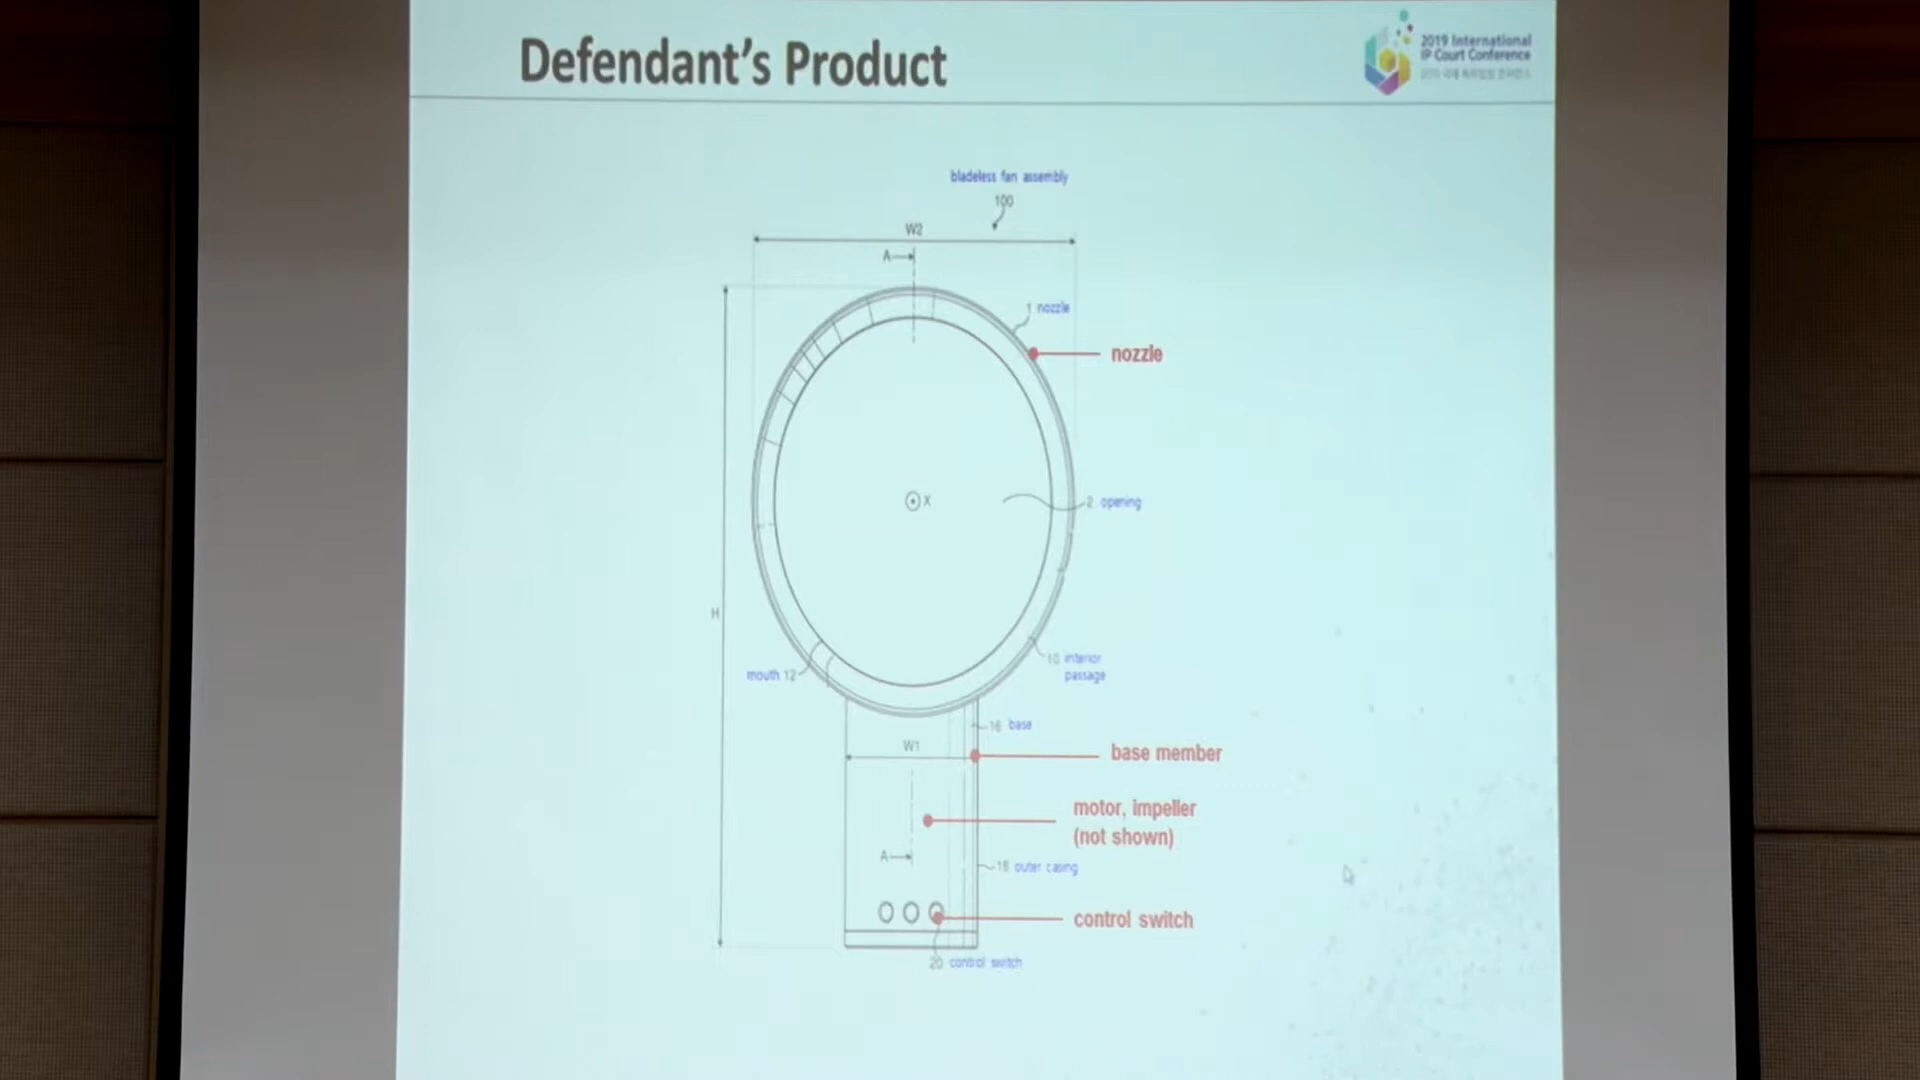 Defendant's Product
2019 International
IP Court Conference
bladeless fan assembly
100
W2
A
1 nozzle
nozzle
X
2 opening
H
mouth 12
10 interior
passage
16 base
W1
base member
motor, impeller
(not shown)
A
16 outer casing
control switch
20 control switch